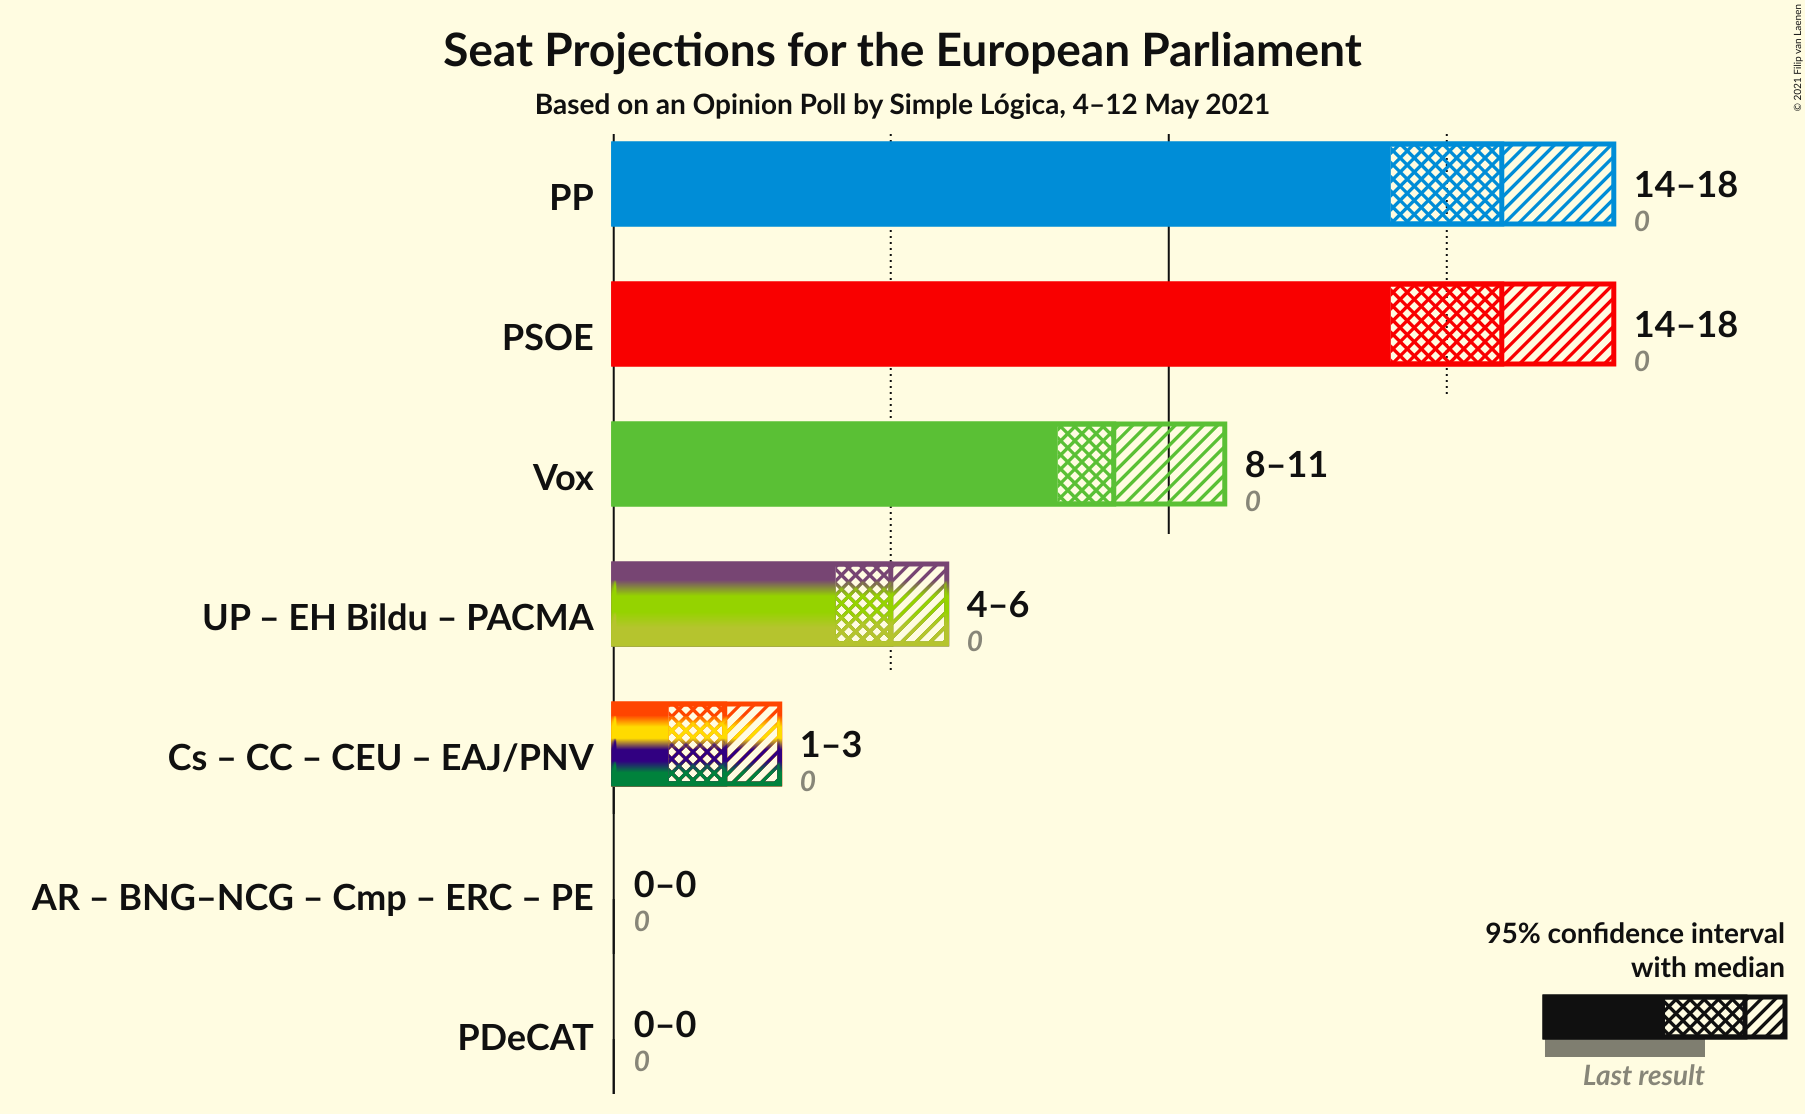 Seat Projections for the European Parliament
Based on an Opinion Poll by Simple Lógica, 4–12 May 2021
© 2021 Filip van Laenen
PP
14–18
0
PSOE
14–18
0
Vox
8–11
0
UP – EH Bildu – PACMA
4–6
0
Cs – CC – CEU – EAJ/PNV
1–3
0
AR – BNG–NCG – Cmp – ERC – PE
0–0
0
PDeCAT
0–0
0
95% confidence interval
with median
Last result